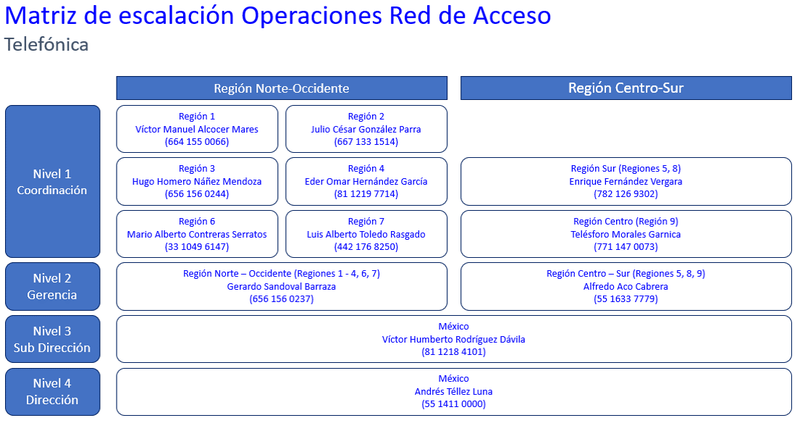 Matriz de escalación Operaciones Red de Acceso
Telefónica
Región Norte-Occidente
Región Centro-Sur
Nivel 1
Coordinación
Región 1
Víctor Manuel Alcocer Mares
(664 155 0066)
Región 2
Julio César González Parra
(667 133 1514)
Región 3
Hugo Homero Náñez Mendoza
(656 156 0244)
Región 4
Eder Omar Hernández García
(81 1219 7714)
Región Sur (Regiones 5, 8)
Enrique Fernández Vergara
(782 126 9302)
Región 6
Mario Alberto Contreras Serratos
(33 1049 6147)
Región 7
Luis Alberto Toledo Rasgado
(442 176 8250)
Región Centro (Región 9)
Telésforo Morales Garnica
(771 147 0073)
Nivel 2
Gerencia
Región Norte – Occidente (Regiones 1 - 4, 6, 7)
Gerardo Sandoval Barraza
(656 156 0237)
Región Centro – Sur (Regiones 5, 8, 9)
Alfredo Aco Cabrera
(55 1633 7779)
Nivel 3
Sub Dirección
México
Víctor Humberto Rodríguez Dávila
(81 1218 4101)
Nivel 4
Dirección
México
Andrés Téllez Luna
(55 1411 0000)